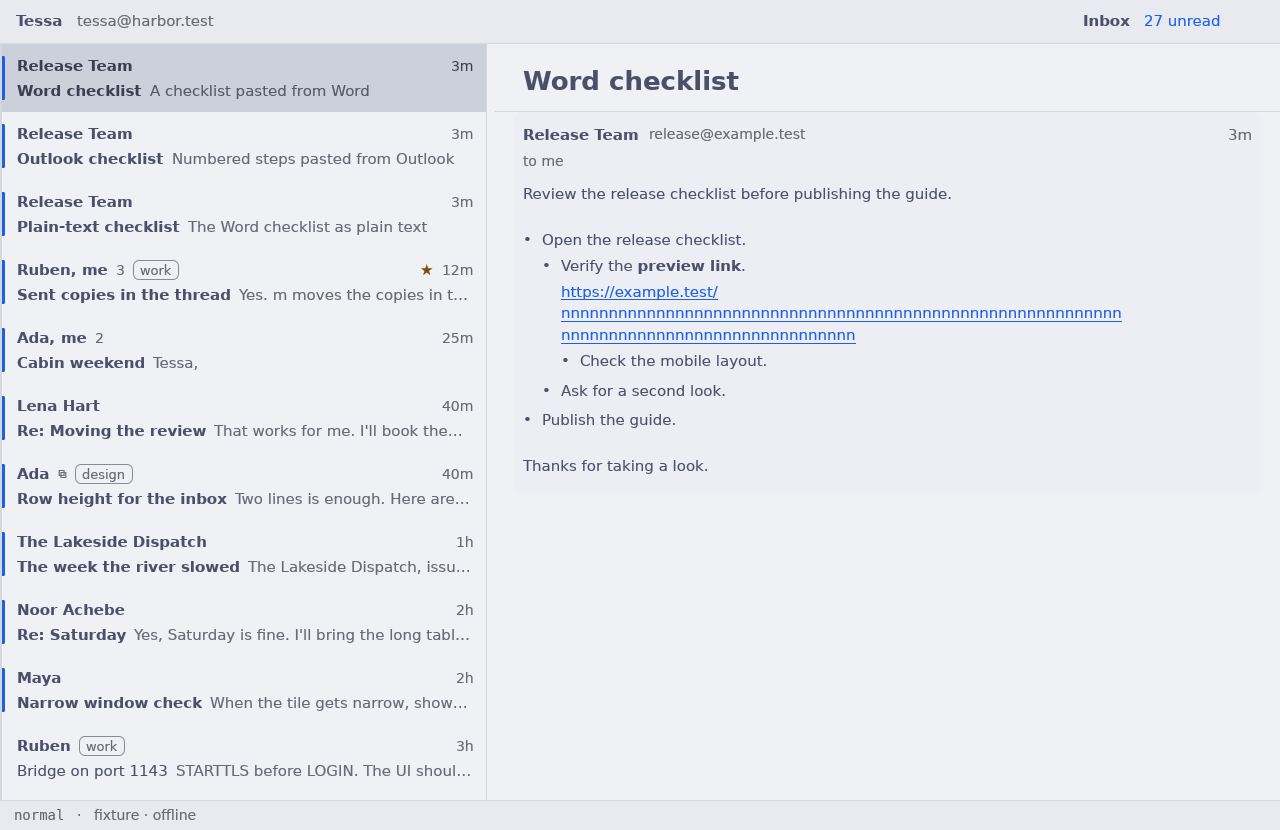 Tessa tessa@harbor.test
Inbox 27 unread
Release Team 3m
Word checklist A checklist pasted from Word
Release Team 3m
Outlook checklist Numbered steps pasted from Outlook
Release Team 3m
Plain-text checklist The Word checklist as plain text
Ruben, me 3 work ★ 12m
Sent copies in the thread Yes. m moves the copies in t…
Ada, me 2 25m
Cabin weekend Tessa,
Lena Hart 40m
Re: Moving the review That works for me. I'll book the…
Ada ⧉ design 40m
Row height for the inbox Two lines is enough. Here are…
The Lakeside Dispatch 1h
The week the river slowed The Lakeside Dispatch, issu…
Noor Achebe 2h
Re: Saturday Yes, Saturday is fine. I'll bring the long tabl…
Maya 2h
Narrow window check When the tile gets narrow, show…
Ruben work 3h
Bridge on port 1143 STARTTLS before LOGIN. The UI shoul…
Word checklist
Release Team release@example.test 3m
to me
Review the release checklist before publishing the guide.
• Open the release checklist.
• Verify the preview link.
https://example.test/
nnnnnnnnnnnnnnnnnnnnnnnnnnnnnnnnnnnnnnnnnnnnnnnnnnnnnnnnnnn
nnnnnnnnnnnnnnnnnnnnnnnnnnnnnnn
• Check the mobile layout.
• Ask for a second look.
• Publish the guide.
Thanks for taking a look.
normal · fixture · offline